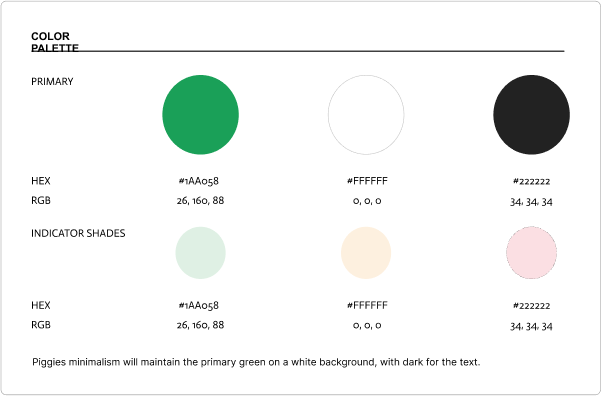 COLOR
PALETTE
PRIMARY
HEX #1AA058 #FFFFFF #222222
RGB 26, 160, 88 0, 0, 0 34, 34, 34
INDICATOR SHADES
HEX #1AA058 #FFFFFF #222222
RGB 26, 160, 88 0, 0, 0 34, 34, 34
Piggies minimalism will maintain the primary green on a white background, with dark for the text.